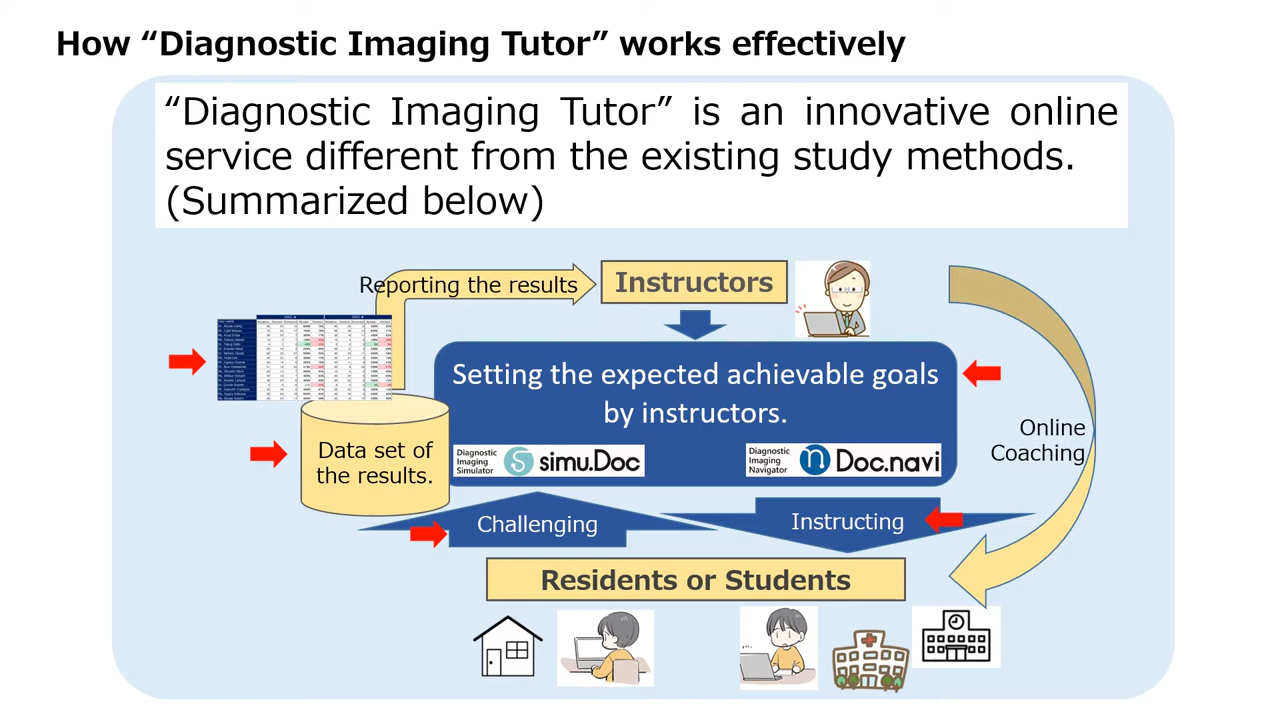 How “Diagnostic Imaging Tutor” works effectively
“Diagnostic Imaging Tutor” is an innovative online
service different from the existing study methods.
(Summarized below)
Reporting the results
Instructors
Setting the expected achievable goals
by instructors.
Diagnostic
Imaging
Simulator
simu.Doc
Diagnostic
Imaging
Navigator
Doc.navi
Online
Coaching
Data set of
the results.
Challenging
Instructing
Residents or Students